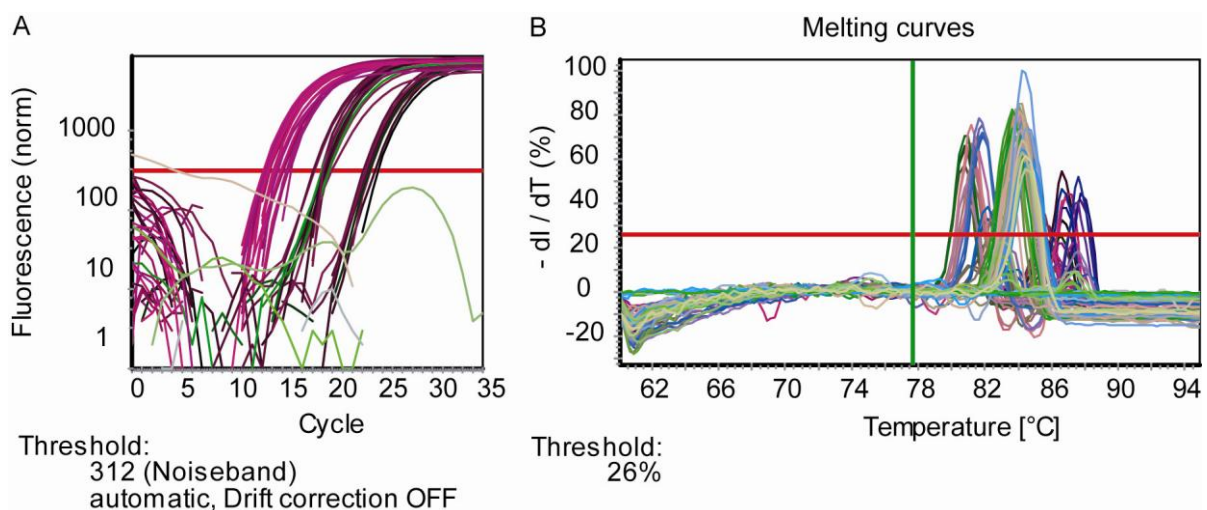 A
Fluorescence (norm)
1000
100
10
1
0 5 10 15 20 25 30 35
Cycle
Threshold:
312 (Noiseband)
automatic, Drift correction OFF
B
Melting curves
- dI / dT (%)
100
80
60
40
20
0
-20
62 66 70 74 78 82 86 90 94
Temperature [°C]
Threshold:
26%